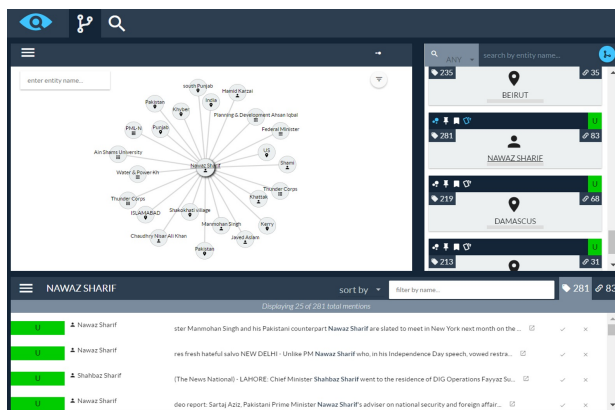 ANY
search by entity name...
enter entity name...
235
35
BEIRUT
U
281
83
NAWAZ SHARIF
U
219
68
DAMASCUS
U
213
31
south Punjab
Hamid Karzai
Pakistan
India
Khyber
Planning & Development Ahsan Iqbal
PML-N
Punjab
Federal Minister
Ain Shams University
US
Nawaz Sharif
Water & Power Kh
Thunder Corps
Khattak
Thunder Corps
ISLAMABAD
Shakokhati village
Manmohan Singh
Kerry
Chaudhry Nisar Ali Khan
Javed Aslam
Pakistan
NAWAZ SHARIF
sort by
filter by name...
281
83
Displaying 25 of 281 total mentions
U
Nawaz Sharif
ster Manmohan Singh and his Pakistani counterpart Nawaz Sharif are slated to meet in New York next month on the ...
U
Nawaz Sharif
res fresh hateful salvo NEW DELHI - Unlike PM Nawaz Sharif who, in his Independence Day speech, vowed restra...
U
Shahbaz Sharif
(The News National) - LAHORE: Chief Minister Shahbaz Sharif went to the residence of DIG Operations Fayyaz Su...
U
Nawaz Sharif
deo report: Sartaj Aziz, Pakistani Prime Minister Nawaz Sharif's adviser on national security and foreign affair...